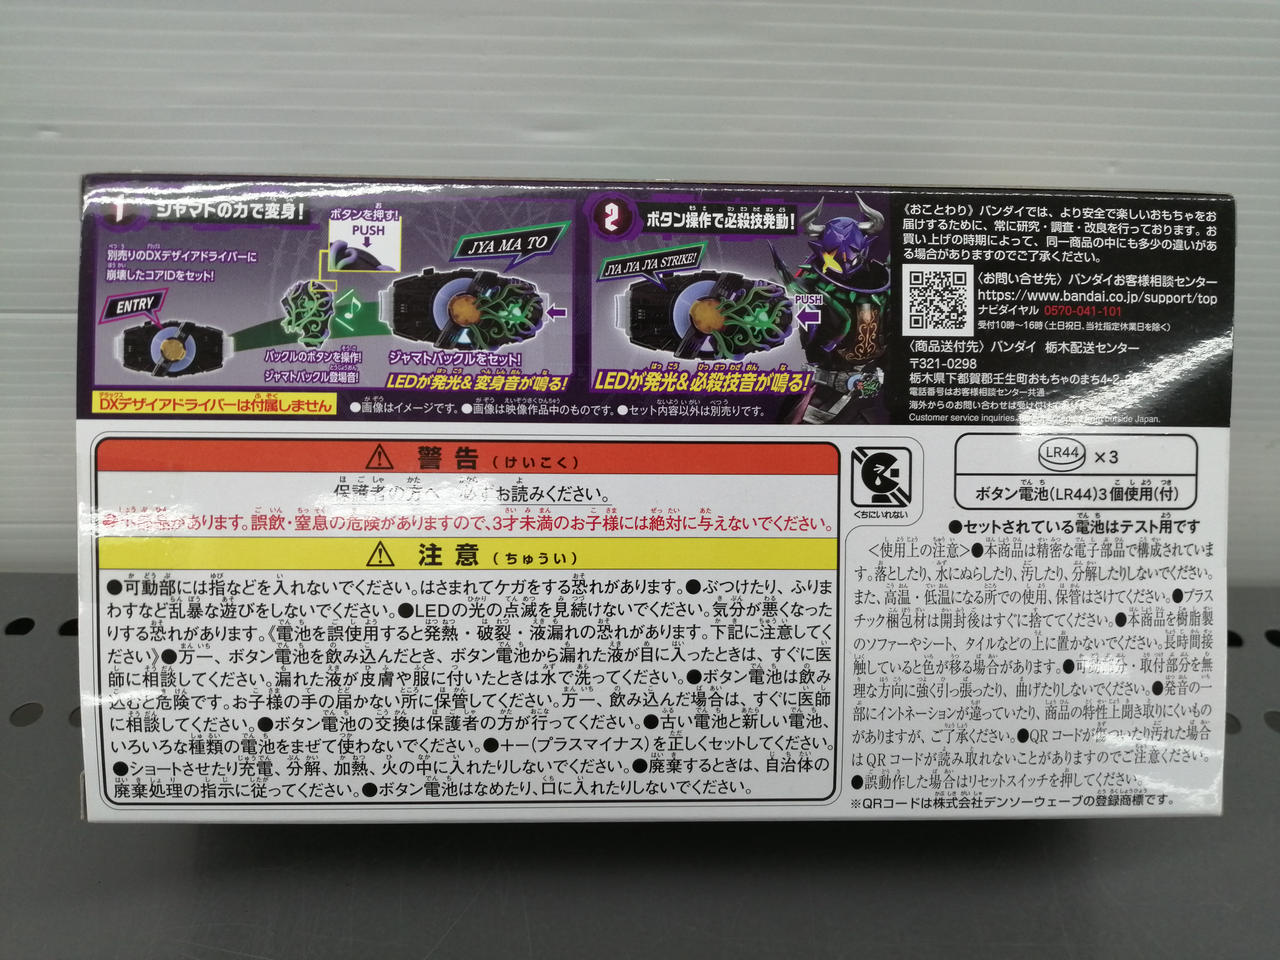 1 ジャマトの力で変身!
別売りのDXデザイアドライバーに
崩壊したコアIDをセット!
ENTRY
ボタンを押す!
PUSH
バックルのボタンを操作!
ジャマトバックル登場音!
JYA MA TO
ジャマトバックルをセット!
LEDが発光&変身音が鳴る!
2 ボタン操作で必殺技発動!
JYA JYA JYA STRIKE!
PUSH
LEDが発光&必殺技音が鳴る!
DXデザイアドライバーは付属しません
●画像はイメージです。●画像は映像作品中のものです。●セット内容以外は別売りです。
《おことわり》バンダイでは、より安全で楽しいおもちゃをお
届けするために、常に研究・調査・改良を行っております。お
買い上げの時期によって、同一商品の中にも多少の違いがあ
る場合がありますのでご了承ください。
〈お問い合せ先〉バンダイお客様相談センター
https://www.bandai.co.jp/support/top
ナビダイヤル 0570-041-101
受付10時~16時(土日祝日、当社指定休業日を除く)
〈商品送付先〉バンダイ 栃木配送センター
〒321-0298
栃木県下都賀郡壬生町おもちゃのまち4-2-20
電話番号はお客様相談センター共通
海外からのお問い合わせは受け付け
Customer service inquiries from outside Japan.
警告(けいこく)
保護者の方へ 必ずお読みください。
があります。誤飲・窒息の危険がありますので、3才未満のお子様には絶対に与えないでください。
注意(ちゅうい)
●可動部には指などを入れないでください。はさまれてケガをする恐れがあります。●ぶつけたり、ふりま
わすなど乱暴な遊びをしないでください。●LEDの光の点滅を見続けないでください。気分が悪くなった
りする恐れがあります。《電池を誤使用すると発熱・破裂・液漏れの恐れがあります。下記に注意してく
ださい》●万一、ボタン電池を飲み込んだとき、ボタン電池から漏れた液が目に入ったときは、すぐに医
師に相談してください。漏れた液が皮膚や服に付いたときは水で洗ってください。●ボタン電池は飲み
込むと危険です。お子様の手の届かない所に保管してください。万一、飲み込んだ場合は、すぐに医師
に相談してください。●ボタン電池の交換は保護者の方が行ってください。●古い電池と新しい電池、
いろいろな種類の電池をまぜて使わないでください。●+−(プラスマイナス)を正しくセットしてください。
●ショートさせたり充電、分解、加熱、火の中に入れたりしないでください。●廃棄するときは、自治体の
廃棄処理の指示に従ってください。●ボタン電池はなめたり、口に入れたりしないでください。
くちにいれない
LR44 ×3
ボタン電池(LR44)3個使用(付)
●セットされている電池はテスト用です
〈使用上の注意〉●本商品は精密な電子部品で構成されていま
す。落としたり、水にぬらしたり、汚したり、分解したりしないでください。
また、高温・低温になる所での使用、保管はさけてください。●プラス
チック梱包材は開封後はすぐに捨ててください。●本商品を樹脂製
のソファーやシート、タイルなどの上に置かないでください。長時間接
触していると色が移る場合があります。●可動部分・取付部分を無
理な方向に強く引っ張ったり、曲げたりしないでください。●発音の一
部にイントネーションが違っていたり、商品の特性上聞き取りにくいもの
がありますが、ご了承ください。●QRコードが傷ついたり汚れた場合
はQRコードが読み取れないことがありますのでご注意ください。
●誤動作した場合はリセットスイッチを押してください。
※QRコードは株式会社デンソーウェーブの登録商標です。